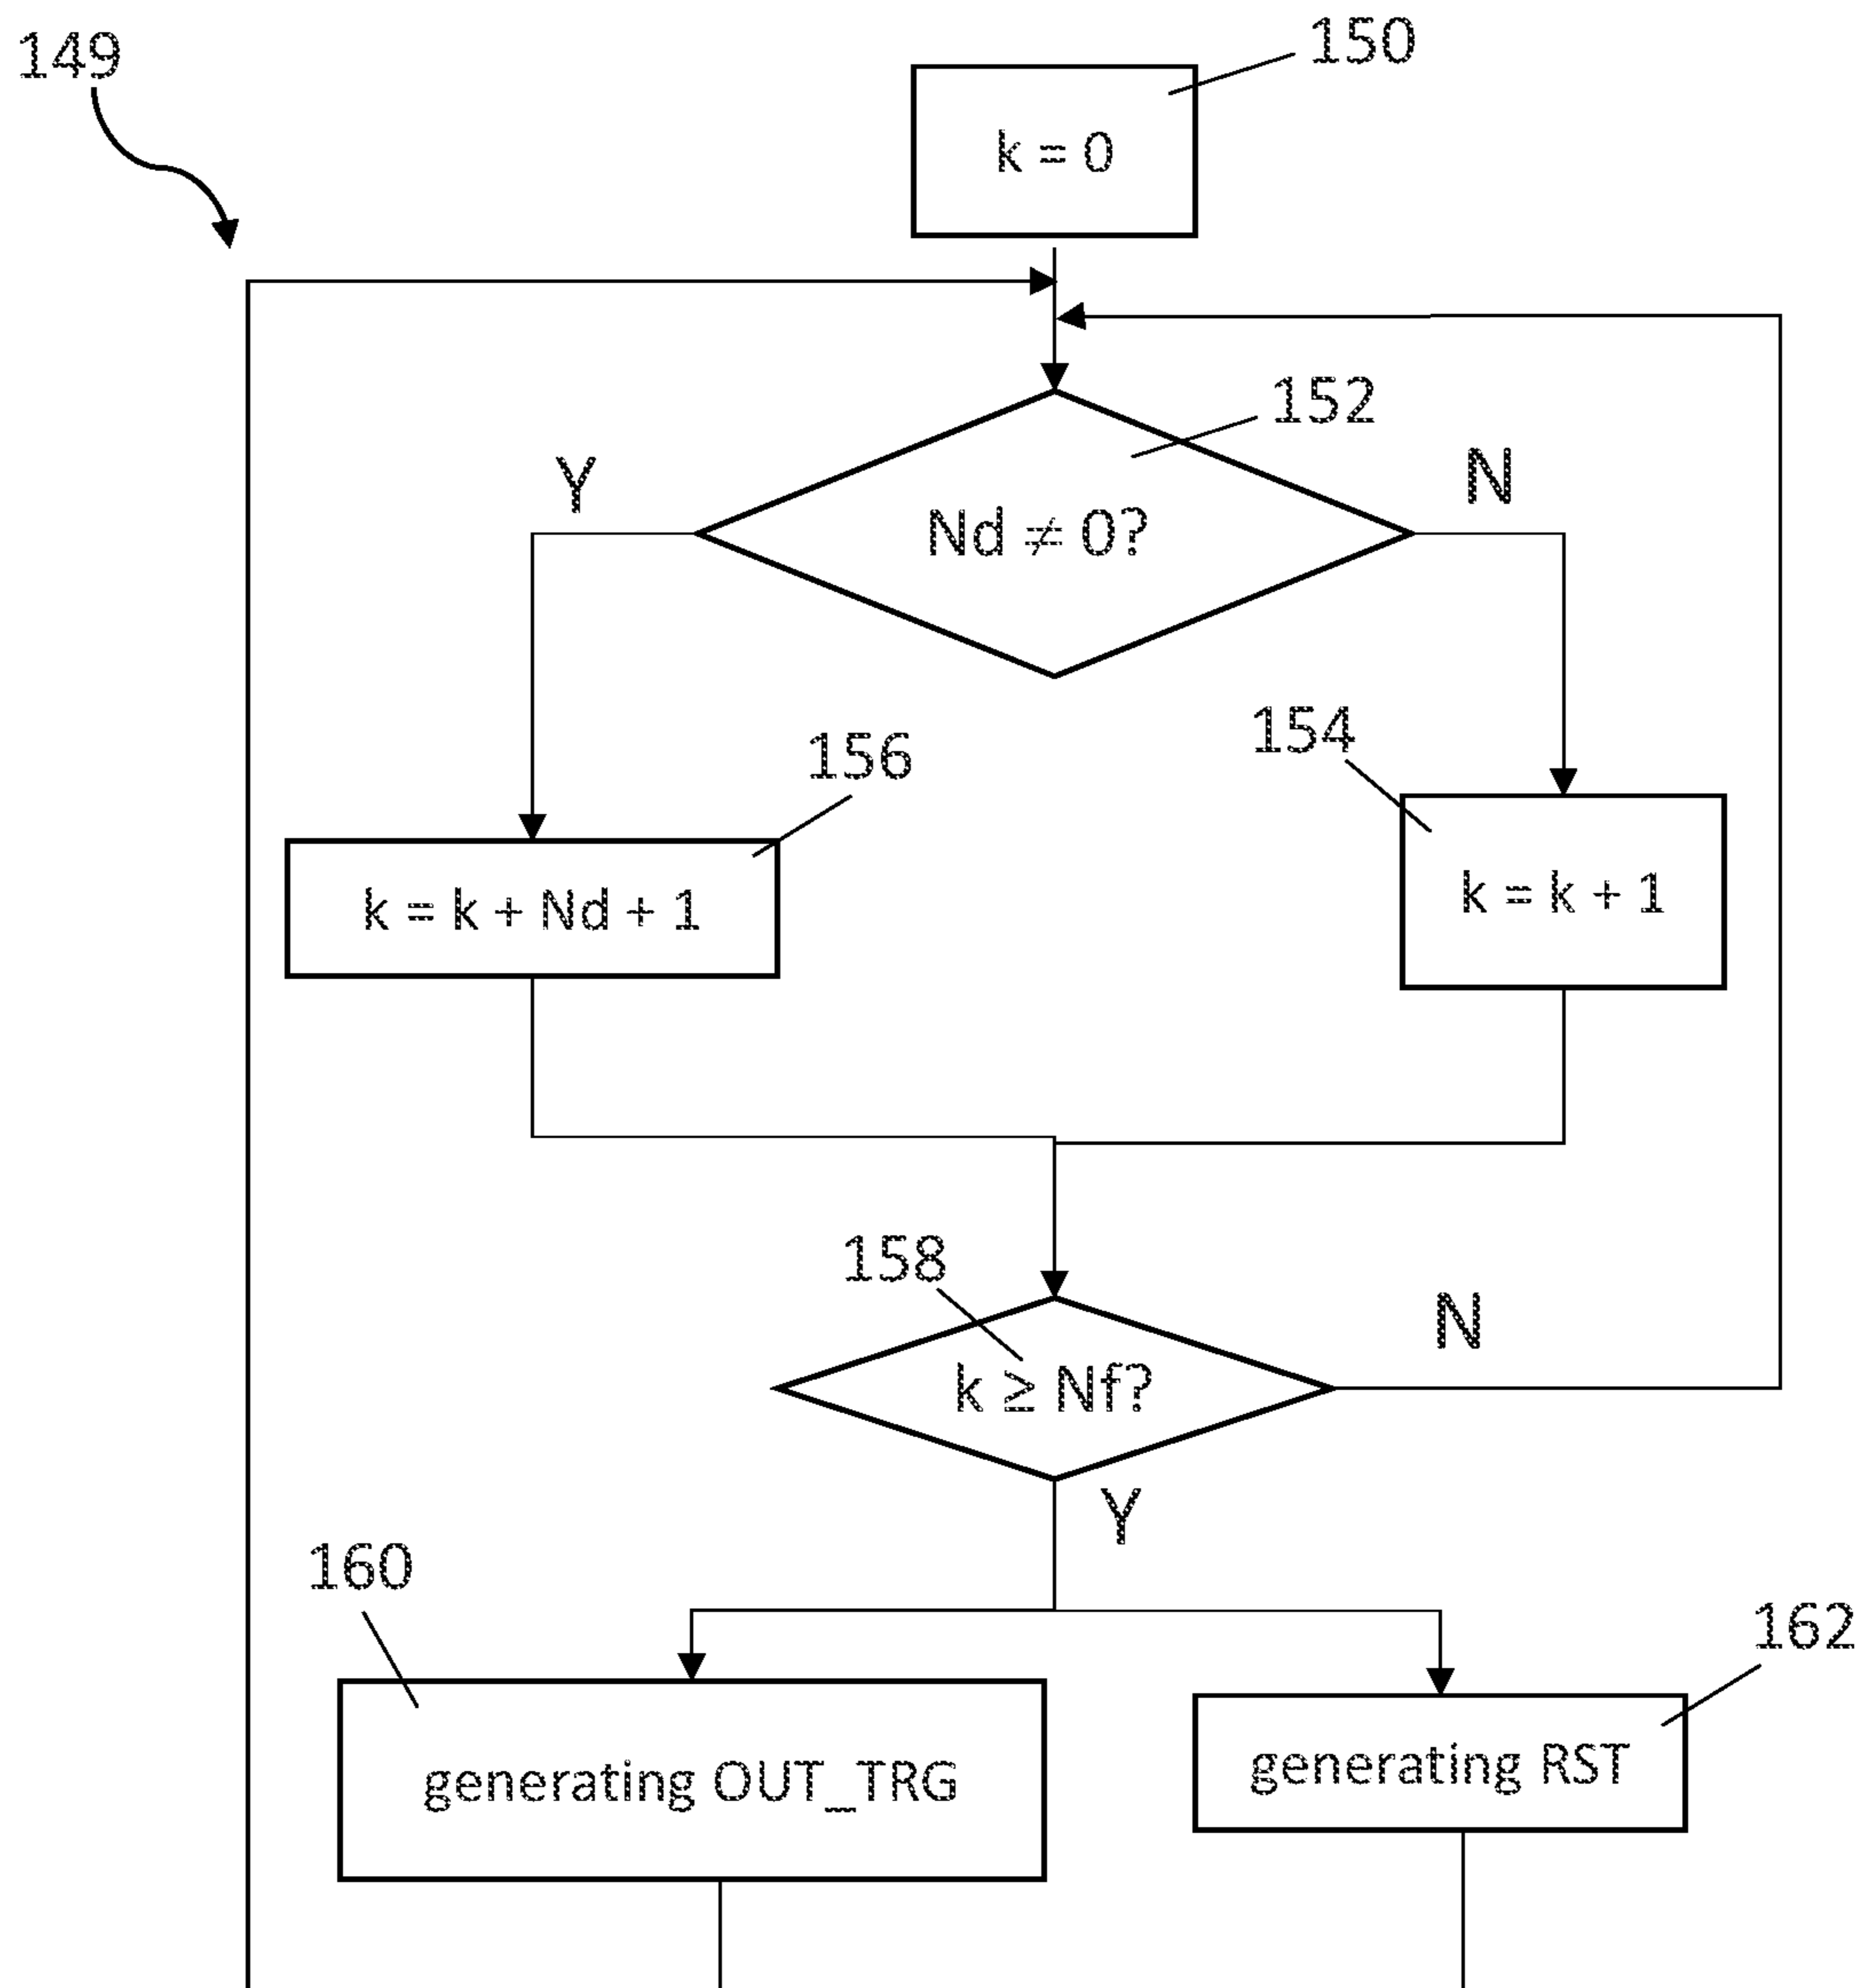 150
149
k = 0
152
Y
N
Nd ≠ 0?
154
156
k = k + 1
k = k + Nd + 1
158
N
k ≥ Nf?
Y
160
162
generating RST
generating OUT_TRG